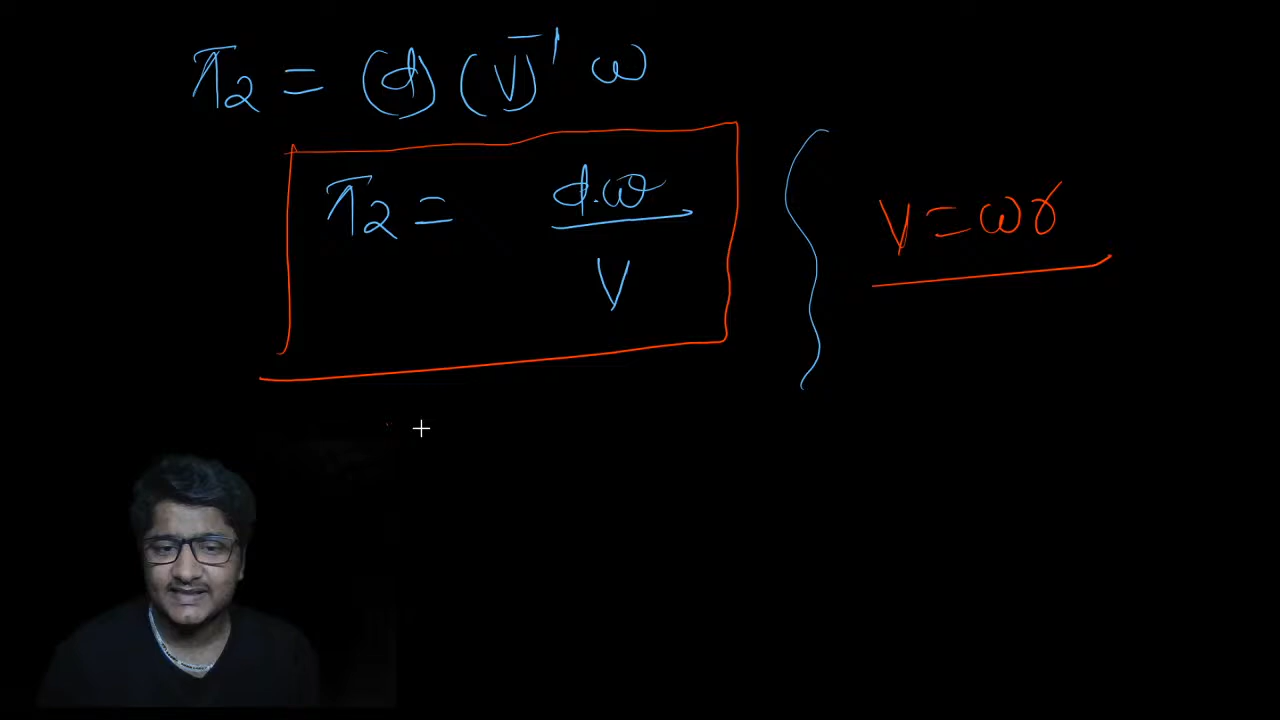 π₂ = (d) (V)⁻¹ ω
π₂ = d.ω / V
V = ωr